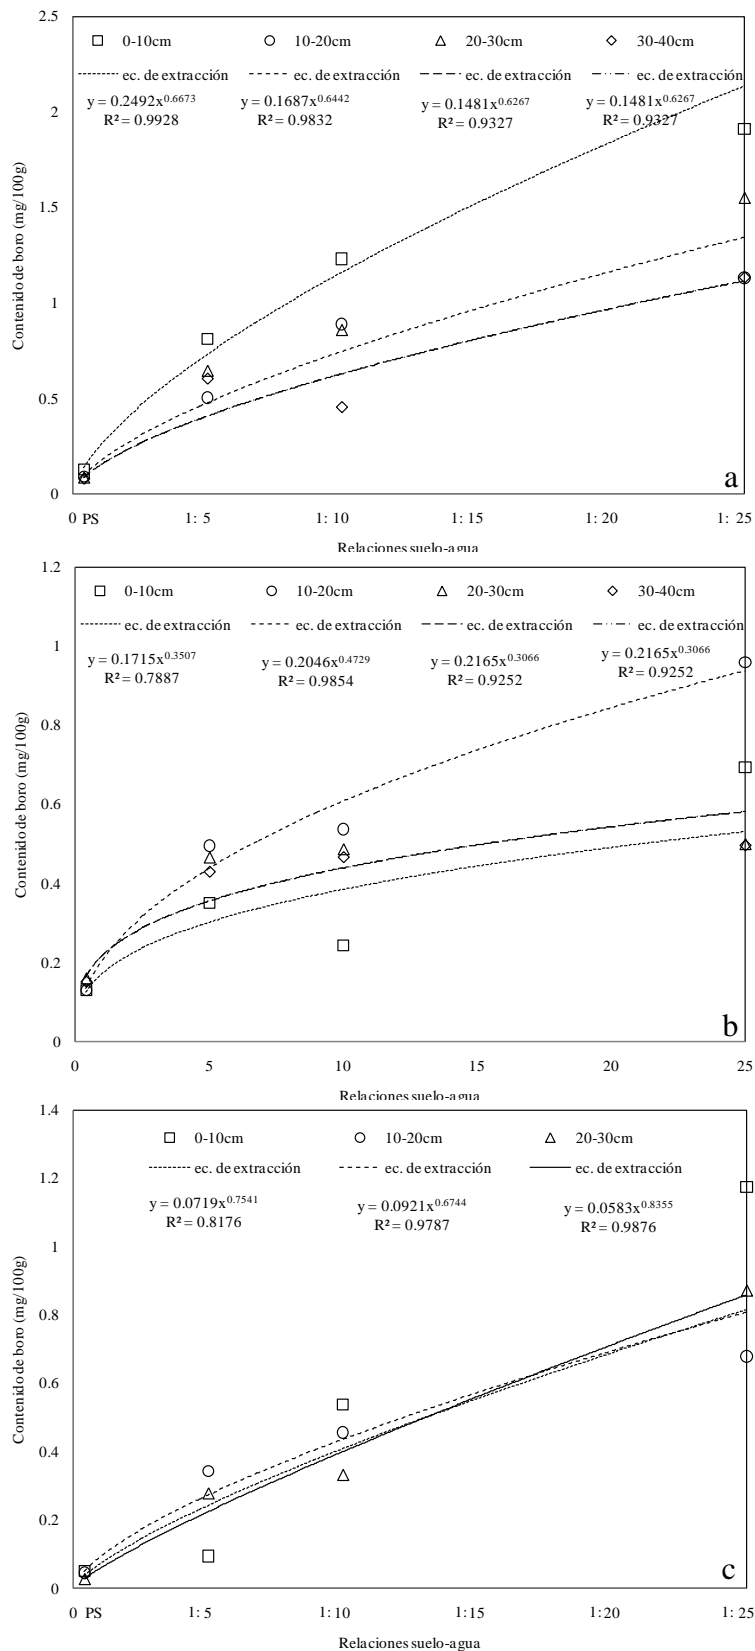 2.5
0-10cm 10-20cm 20-30cm 30-40cm
ec. de extracción ec. de extracción ec. de extracción ec. de extracción
y = 0.2492x^0.6673 y = 0.1687x^0.6442 y = 0.1481x^0.6267 y = 0.1481x^0.6267
R² = 0.9928 R² = 0.9832 R² = 0.9327 R² = 0.9327
2
1.5
1
0.5
0
Contenido de boro (mg/100g)
a
0 PS 1: 5 1: 10 1: 15 1: 20 1: 25
Relaciones suelo-agua
1.2
0-10cm 10-20cm 20-30cm 30-40cm
ec. de extracción ec. de extracción ec. de extracción ec. de extracción
y = 0.1715x^0.3507 y = 0.2046x^0.4729 y = 0.2165x^0.3066 y = 0.2165x^0.3066
R² = 0.7887 R² = 0.9854 R² = 0.9252 R² = 0.9252
1
0.8
0.6
0.4
0.2
0
Contenido de boro (mg/100g)
b
0 5 10 15 20 25
Relaciones suelo-agua
1.4
0-10cm 10-20cm 20-30cm
ec. de extracción ec. de extracción ec. de extracción
y = 0.0719x^0.7541 y = 0.0921x^0.6744 y = 0.0583x^0.8355
R² = 0.8176 R² = 0.9787 R² = 0.9876
1.2
1
0.8
0.6
0.4
0.2
0
Contenido de boro (mg/100g)
c
0 PS 1: 5 1: 10 1:15 1:20 1: 25
Relaciones suelo-agua